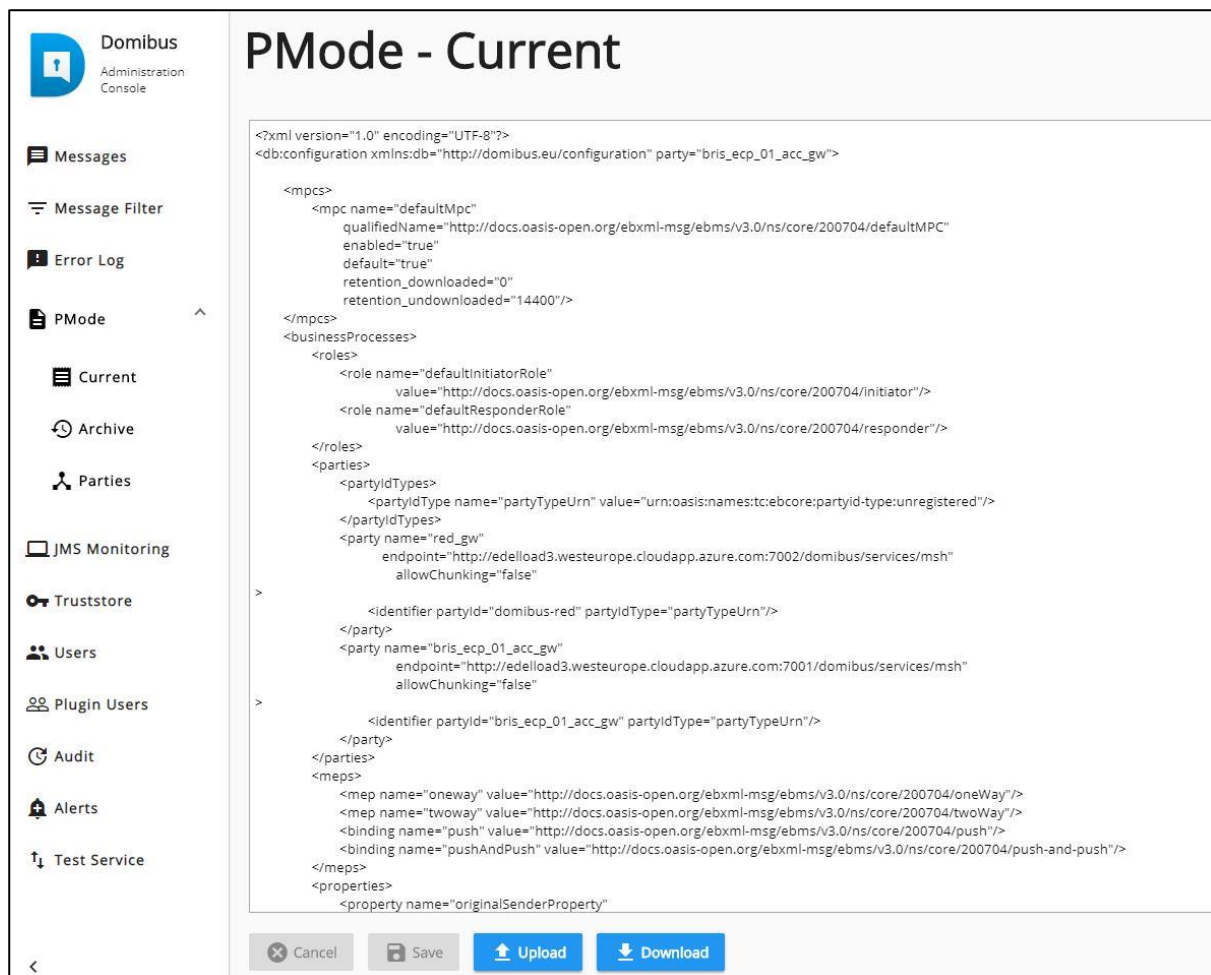 Domibus
Administration
Console
Messages
Message Filter
Error Log
PMode
Current
Archive
Parties
JMS Monitoring
Truststore
Users
Plugin Users
Audit
Alerts
Test Service
PMode - Current
<?xml version="1.0" encoding="UTF-8"?>
<db:configuration xmlns:db="http://domibus.eu/configuration" party="bris_ecp_01_acc_gw">
<mpcs>
<mpc name="defaultMpc"
qualifiedName="http://docs.oasis-open.org/ebxml-msg/ebms/v3.0/ns/core/200704/defaultMPC"
enabled="true"
default="true"
retention_downloaded="0"
retention_undownloaded="14400"/>
</mpcs>
<businessProcesses>
<roles>
<role name="defaultInitiatorRole"
value="http://docs.oasis-open.org/ebxml-msg/ebms/v3.0/ns/core/200704/initiator"/>
<role name="defaultResponderRole"
value="http://docs.oasis-open.org/ebxml-msg/ebms/v3.0/ns/core/200704/responder"/>
</roles>
<parties>
<partyIdTypes>
<partyIdType name="partyTypeUrn" value="urn:oasis:names:tc:ebcore:partyid-type:unregistered"/>
</partyIdTypes>
<party name="red_gw"
endpoint="http://edelload3.westeurope.cloudapp.azure.com:7002/domibus/services/msh"
allowChunking="false"
>
<identifier partyId="domibus-red" partyIdType="partyTypeUrn"/>
</party>
<party name="bris_ecp_01_acc_gw"
endpoint="http://edelload3.westeurope.cloudapp.azure.com:7001/domibus/services/msh"
allowChunking="false"
>
<identifier partyId="bris_ecp_01_acc_gw" partyIdType="partyTypeUrn"/>
</party>
</parties>
<meps>
<mep name="oneway" value="http://docs.oasis-open.org/ebxml-msg/ebms/v3.0/ns/core/200704/oneWay"/>
<mep name="twoway" value="http://docs.oasis-open.org/ebxml-msg/ebms/v3.0/ns/core/200704/twoWay"/>
<binding name="push" value="http://docs.oasis-open.org/ebxml-msg/ebms/v3.0/ns/core/200704/push"/>
<binding name="pushAndPush" value="http://docs.oasis-open.org/ebxml-msg/ebms/v3.0/ns/core/200704/push-and-push"/>
</meps>
<properties>
<property name="originalSenderProperty"
Cancel
Save
Upload
Download